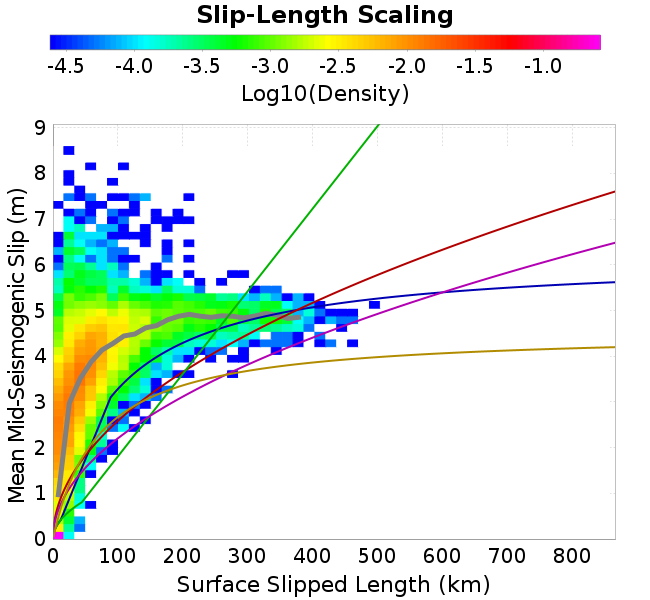 Slip-Length Scaling
-4.5 -4.0 -3.5 -3.0 -2.5 -2.0 -1.5 -1.0
Log10(Density)
Mean Mid-Seismogenic Slip (m)
9
8
7
6
5
4
3
2
1
0
0 100 200 300 400 500 600 700 800
Surface Slipped Length (km)